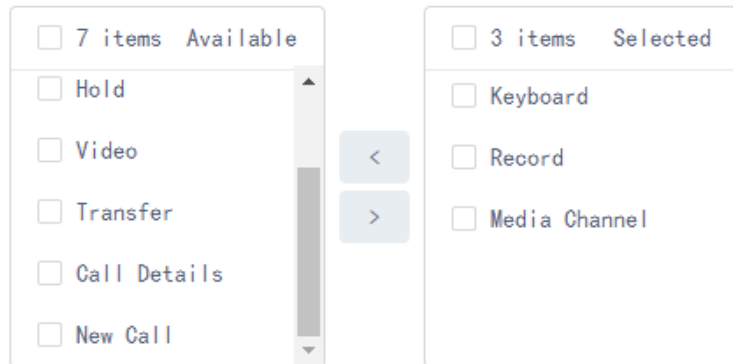 7 items Available
Hold
Video
Transfer
Call Details
New Call
<
>
3 items Selected
Keyboard
Record
Media Channel